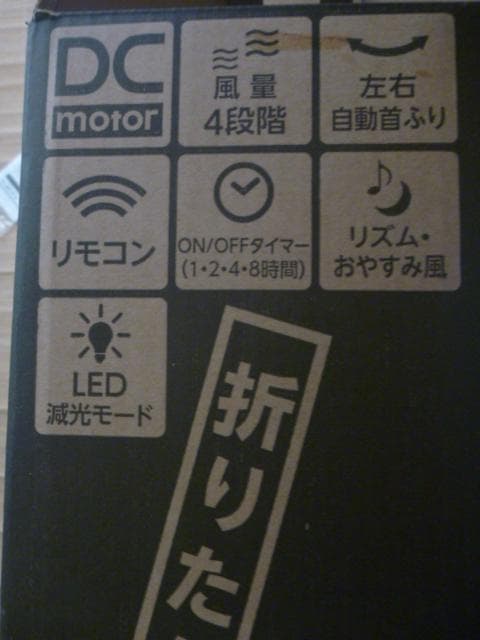 DC
motor
風量
4段階
左右
自動首ふり
リモコン
ON/OFFタイマー
(1・2・4・8時間)
リズム・
おやすみ風
LED
減光モード
折りた